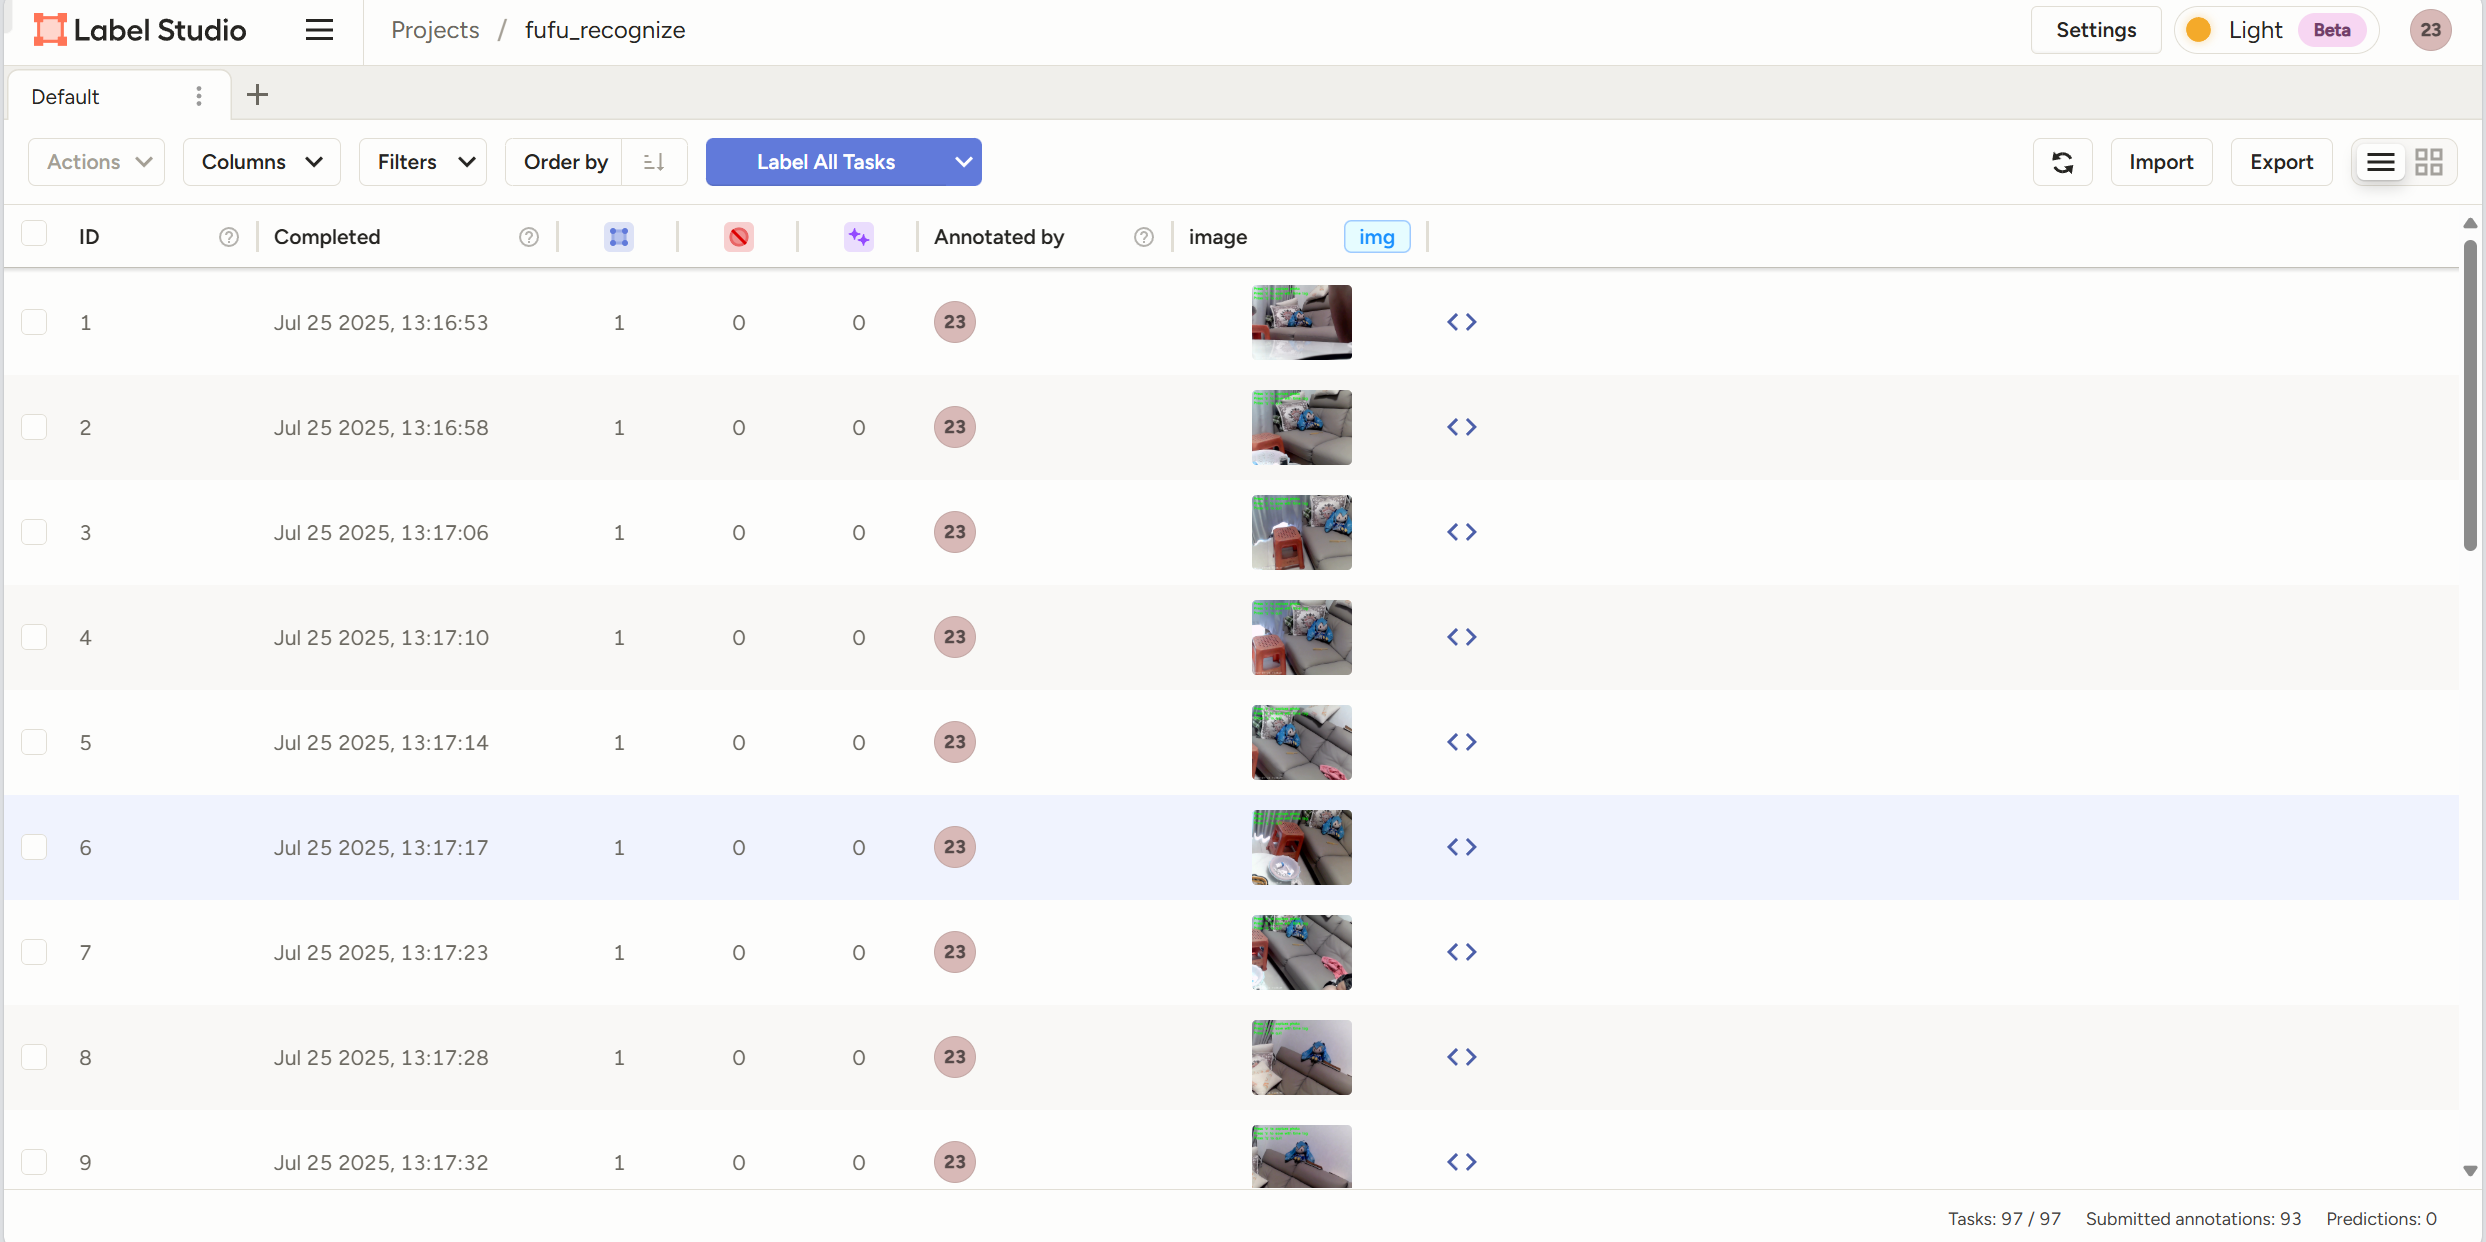 Label Studio
Projects / fufu_recognize
Settings
Light Beta
23
Default
Actions
Columns
Filters
Order by
Label All Tasks
Import
Export
ID Completed Annotated by image img
1 Jul 25 2025, 13:16:53 1 0 0 23
2 Jul 25 2025, 13:16:58 1 0 0 23
3 Jul 25 2025, 13:17:06 1 0 0 23
4 Jul 25 2025, 13:17:10 1 0 0 23
5 Jul 25 2025, 13:17:14 1 0 0 23
6 Jul 25 2025, 13:17:17 1 0 0 23
7 Jul 25 2025, 13:17:23 1 0 0 23
8 Jul 25 2025, 13:17:28 1 0 0 23
9 Jul 25 2025, 13:17:32 1 0 0 23
Tasks: 97 / 97 Submitted annotations: 93 Predictions: 0